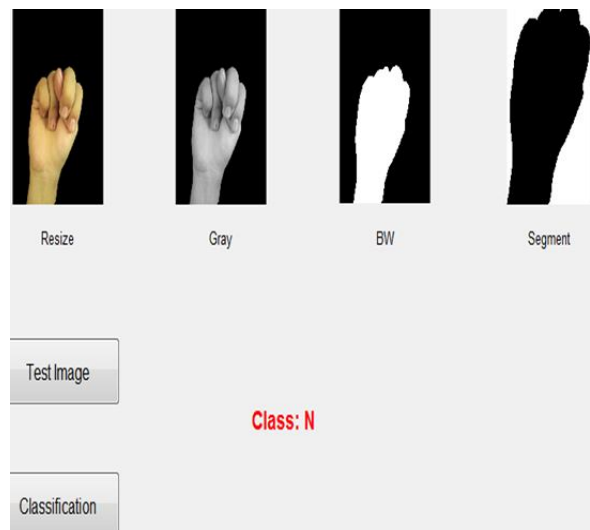 Resize
Gray
BW
Segment
Test Image
Class: N
Classification